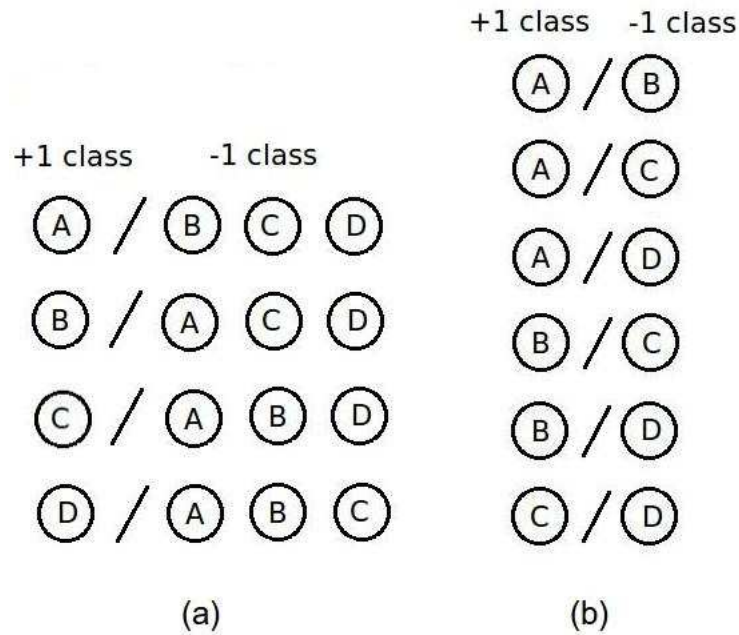 +1 class -1 class
A / B C D
B / A C D
C / A B D
D / A B C
(a)
+1 class -1 class
A / B
A / C
A / D
B / C
B / D
C / D
(b)